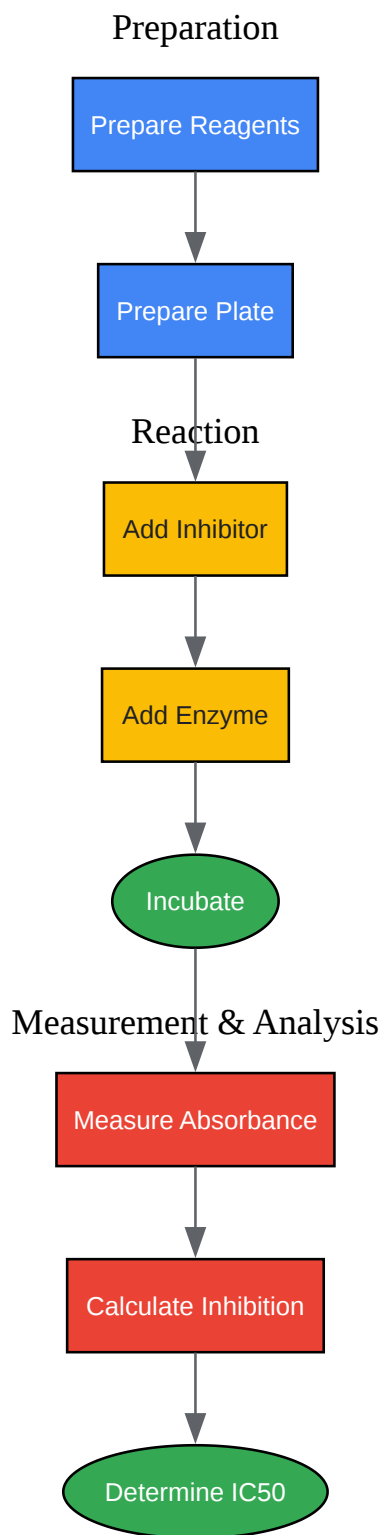 Preparation
Prepare Reagents
Prepare Plate
Reaction
Add Inhibitor
Add Enzyme
Incubate
Measurement & Analysis
Measure Absorbance
Calculate Inhibition
Determine IC50